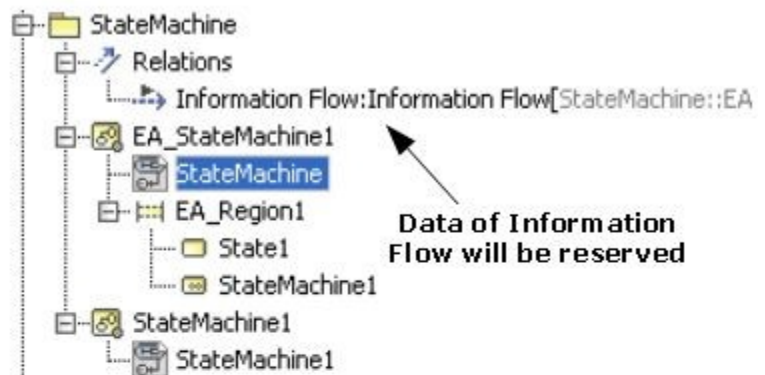 StateMachine
Relations
Information Flow:Information Flow[StateMachine::EA
EA_StateMachine1
StateMachine
EA_Region1
Data of Information
Flow will be reserved
State1
StateMachine1
StateMachine1
StateMachine1